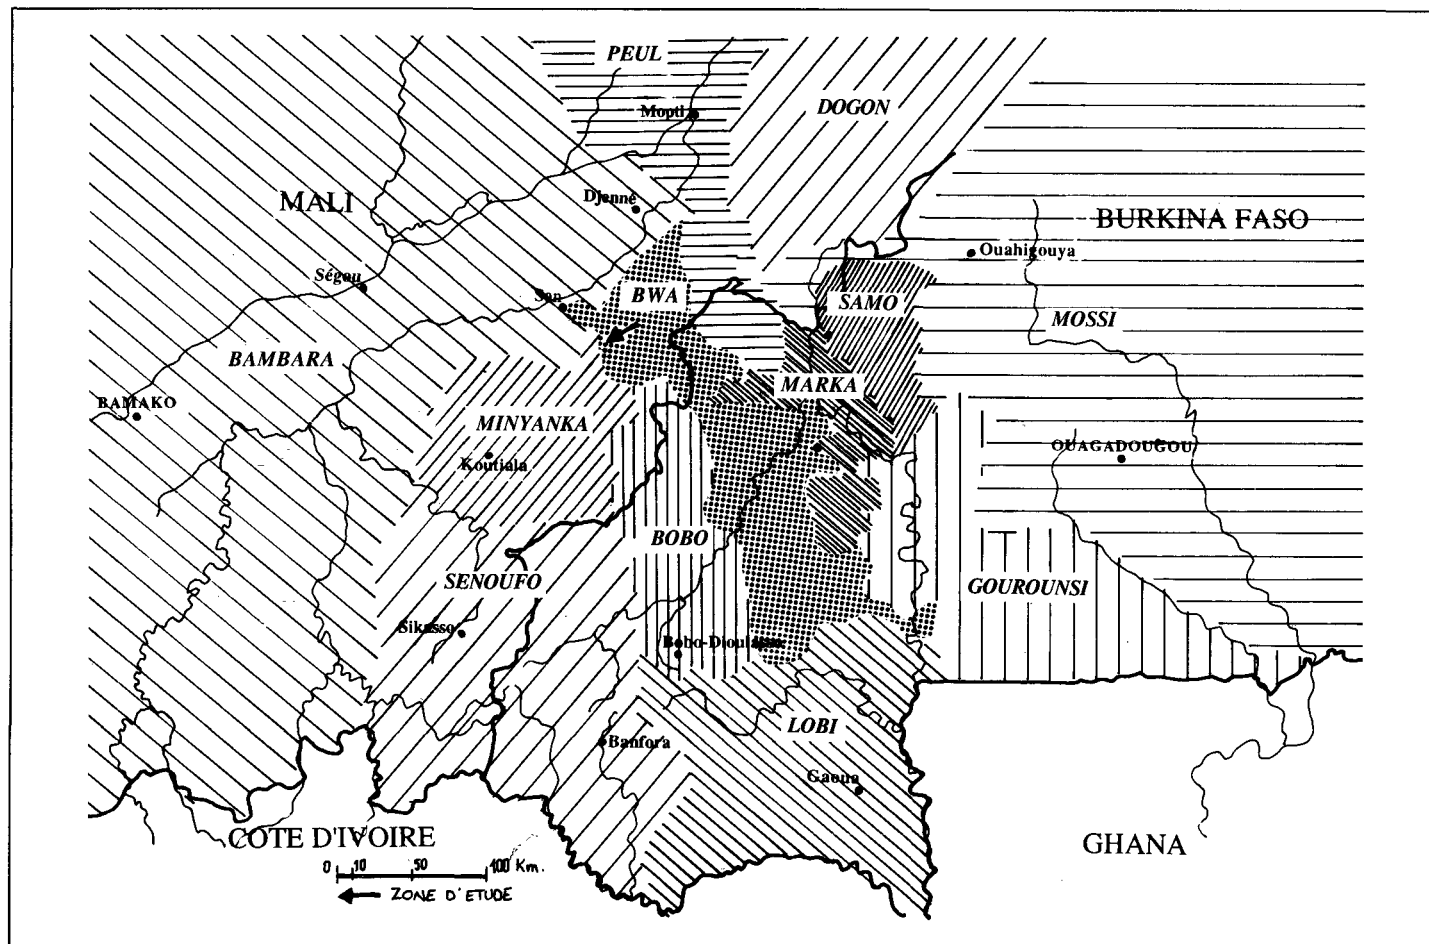 PEUL
Mopti
DOGON
MALI
Djenné
BURKINA FASO
Ouahigouya
Ségou
San
BWA
SAMO
MOSSI
BAMBARA
MARKA
BAMAKO
MINYANKA
OUAGADOUGOU
Koutiala
BOBO
SENOUFO
GOUROUNSI
Sikasso
Bobo-Dioulasso
LOBI
Banfora
Gaoua
COTE D'IVOIRE
GHANA
0 10 50 100 Km.
ZONE D'ETUDE